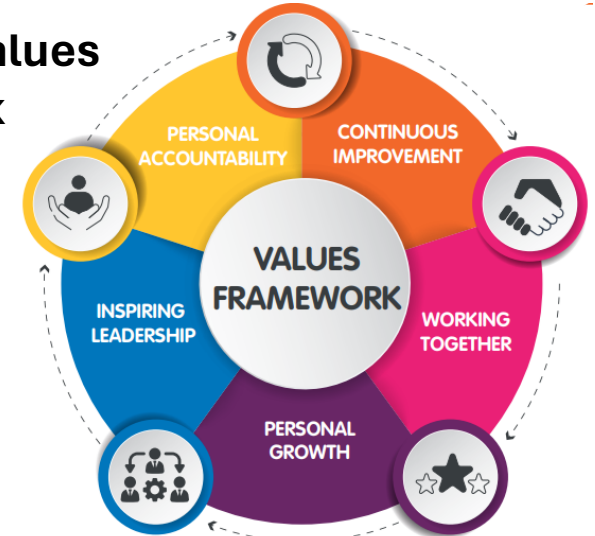 alues
k
PERSONAL
ACCOUNTABILITY
CONTINUOUS
IMPROVEMENT
VALUES
FRAMEWORK
INSPIRING
LEADERSHIP
WORKING
TOGETHER
PERSONAL
GROWTH